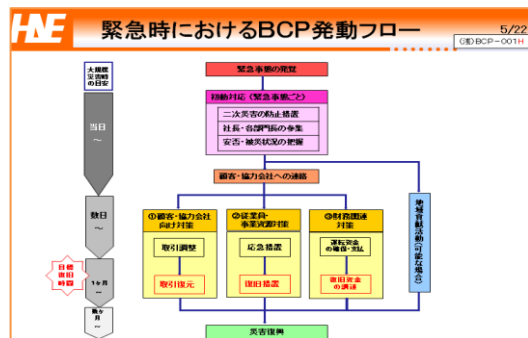 HAE
緊急時におけるBCP発動フロー
5/22
BCP-001H
大規模
災害時
の目安
緊急事態の発覚
当日
～
初動対応(緊急事態ごと)
二次災害の防止措置
社長・各部門長の参集
安否・被災状況の把握
顧客・協力会社への連絡
数日
～
①顧客・協力会社
向け対策
取引調整
取引復元
②従業員・
事業資源対策
応急措置
復旧措置
③財務関連
対策
運転資金
の確保・支払
復旧資金
の調達
地域貢献活動(可能な場合)
目標
復旧
時間
1ヶ月
～
数ヶ
月
～
災害復興